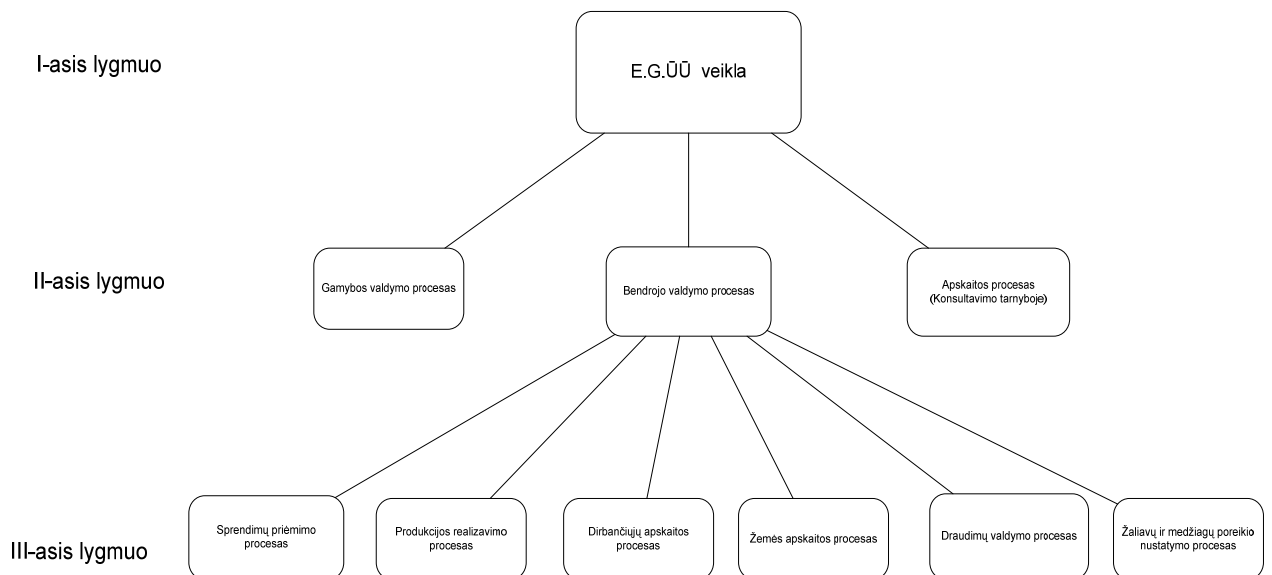 I-asis lygmuo
E.G.ŪŪ veikla
II-asis lygmuo
Gamybos valdymo procesas
Bendrojo valdymo procesas
Apskaitos procesas
(Konsultavimo tarnyboje)
III-asis lygmuo
Sprendimų priėmimo
procesas
Produkcijos realizavimo
procesas
Dirbančiųjų apskaitos
procesas
Žemės apskaitos procesas
Draudimų valdymo procesas
Žaliavų ir medžiagų poreikio
nustatymo procesas